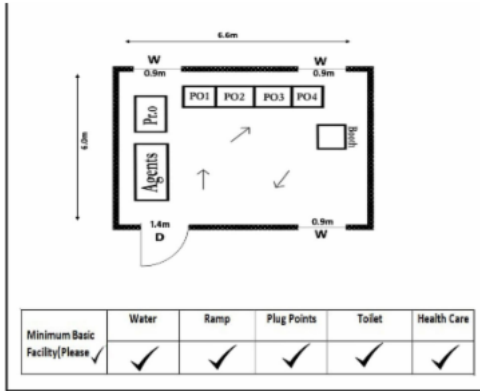 6.6m
W
W
0.9m
0.9m
PO1 PO2 PO3 PO4
Pr.o
6.0m
Booth
Agents
1.4m
0.9m
D
W
Water Ramp Plug Points Toilet Health Care
Minimum Basic
Facility(Please ✓ ✓ ✓ ✓ ✓ ✓